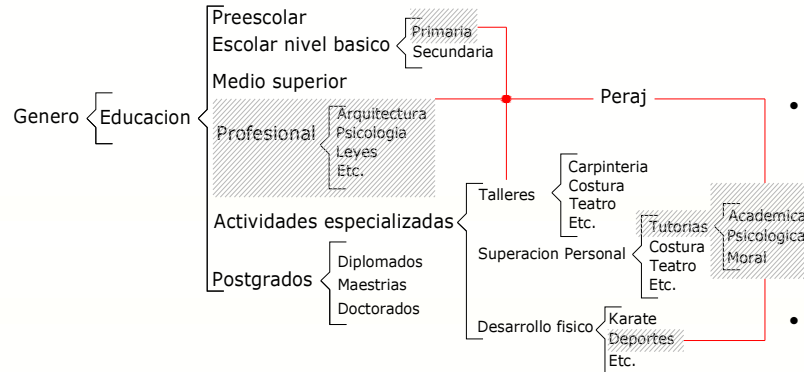 Preescolar
Escolar nivel basico
Primaria
Secundaria
Medio superior
Genero
Educacion
Profesional
Arquitectura
Psicologia
Leyes
Etc.
Peraj
Actividades especializadas
Talleres
Carpinteria
Costura
Teatro
Etc.
Superacion Personal
Tutorias
Costura
Teatro
Etc.
Academica
Psicologica
Moral
Desarrollo fisico
Karate
Deportes
Etc.
Postgrados
Diplomados
Maestrias
Doctorados